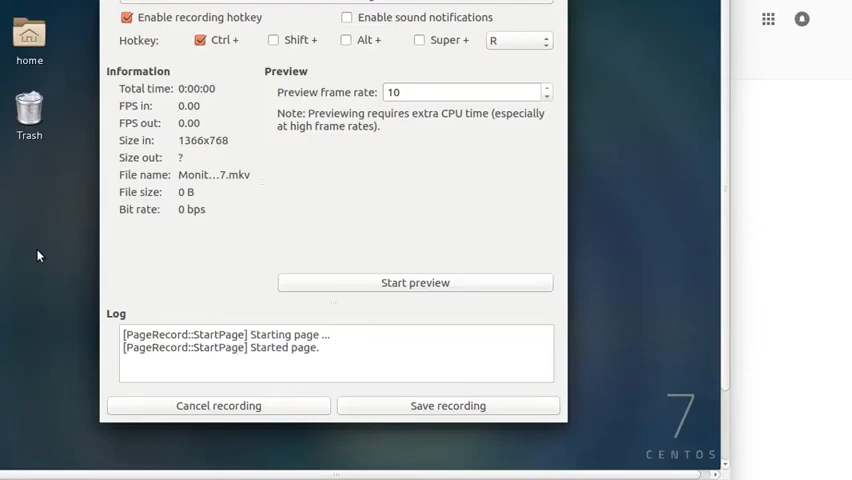 Enable recording hotkey
Enable sound notifications
Hotkey:
Ctrl +
Shift +
Alt +
Super +
R
home
Information
Preview
Total time: 0:00:00
Preview frame rate: 10
FPS in: 0.00
Note: Previewing requires extra CPU time (especially
at high frame rates).
FPS out: 0.00
Trash
Size in: 1366x768
Size out: ?
File name: Monit...7.mkv
File size: 0 B
Bit rate: 0 bps
Start preview
Log
[PageRecord::StartPage] Starting page ...
[PageRecord::StartPage] Started page.
Cancel recording
Save recording
7
CENTOS